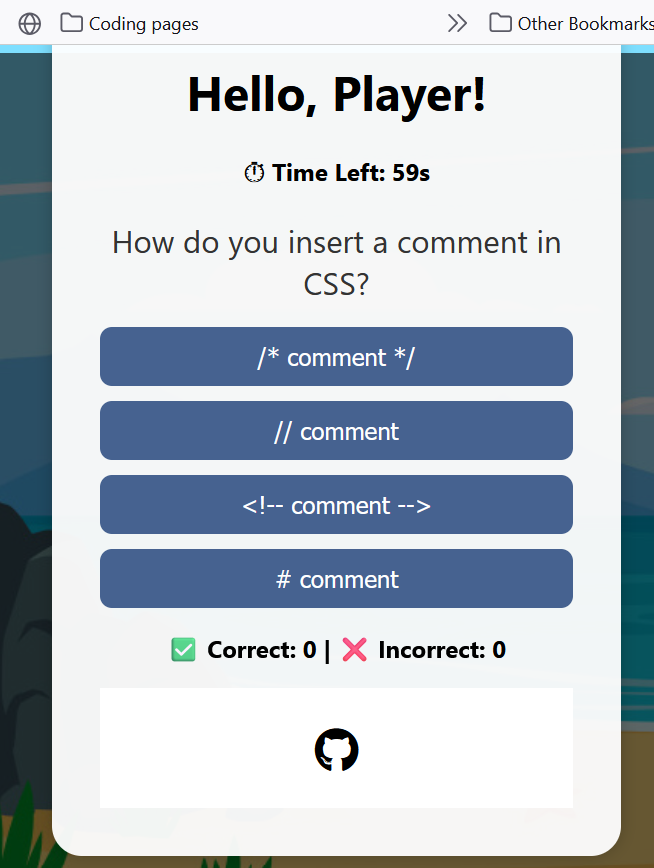 Coding pages
Other Bookmarks
Hello, Player!
⏱ Time Left: 59s
How do you insert a comment in
CSS?
/* comment */
// comment
<!-- comment -->
# comment
✅ Correct: 0 | ❌ Incorrect: 0